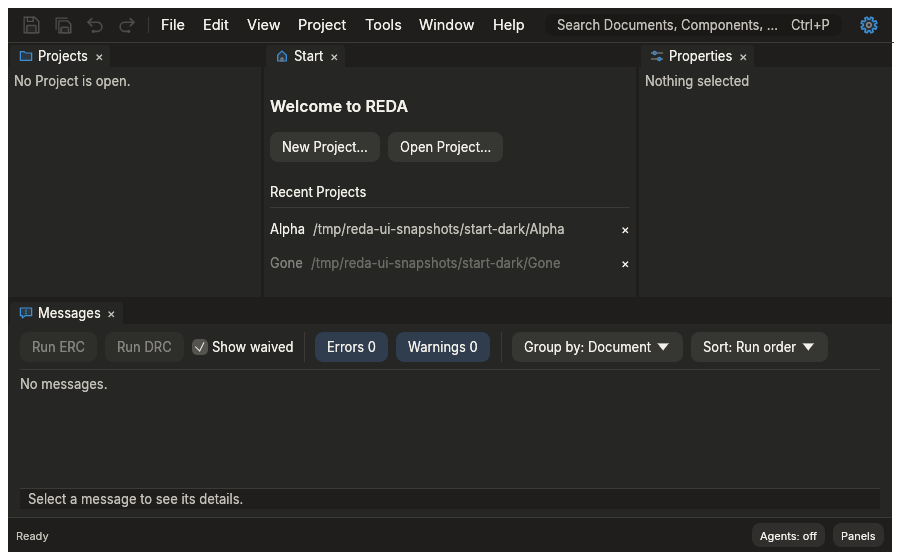 File Edit View Project Tools Window Help Search Documents, Components, ... Ctrl+P
Projects × Start × Properties ×
No Project is open.
Welcome to REDA
New Project... Open Project...
Recent Projects
Alpha /tmp/reda-ui-snapshots/start-dark/Alpha ×
Gone /tmp/reda-ui-snapshots/start-dark/Gone ×
Nothing selected
Messages ×
Run ERC Run DRC Show waived Errors 0 Warnings 0 Group by: Document Sort: Run order
No messages.
Select a message to see its details.
Ready Agents: off Panels